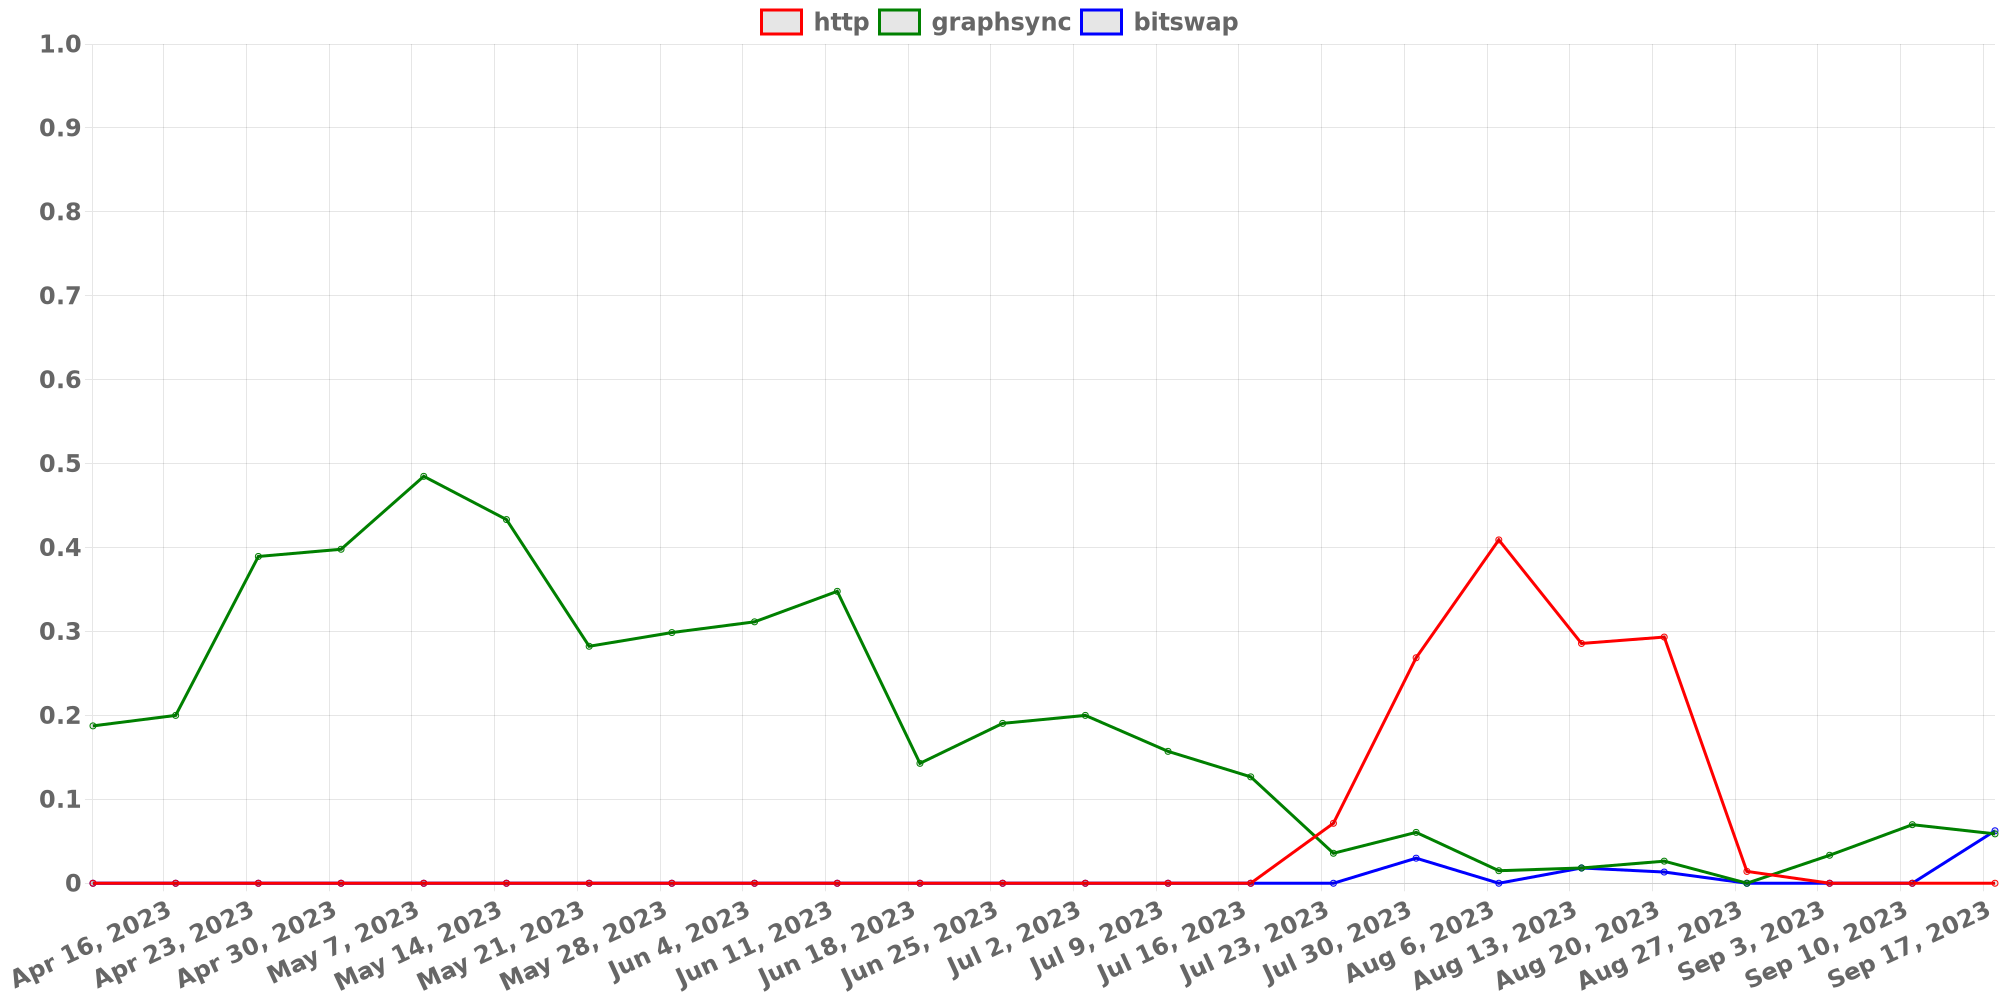 http graphsync bitswap
1.0
0.9
0.8
0.7
0.6
0.5
0.4
0.3
0.2
0.1
0
Apr 16, 2023
Apr 23, 2023
Apr 30, 2023
May 7, 2023
May 14, 2023
May 21, 2023
May 28, 2023
Jun 4, 2023
Jun 11, 2023
Jun 18, 2023
Jun 25, 2023
Jul 2, 2023
Jul 9, 2023
Jul 16, 2023
Jul 23, 2023
Jul 30, 2023
Aug 6, 2023
Aug 13, 2023
Aug 20, 2023
Aug 27, 2023
Sep 3, 2023
Sep 10, 2023
Sep 17, 2023